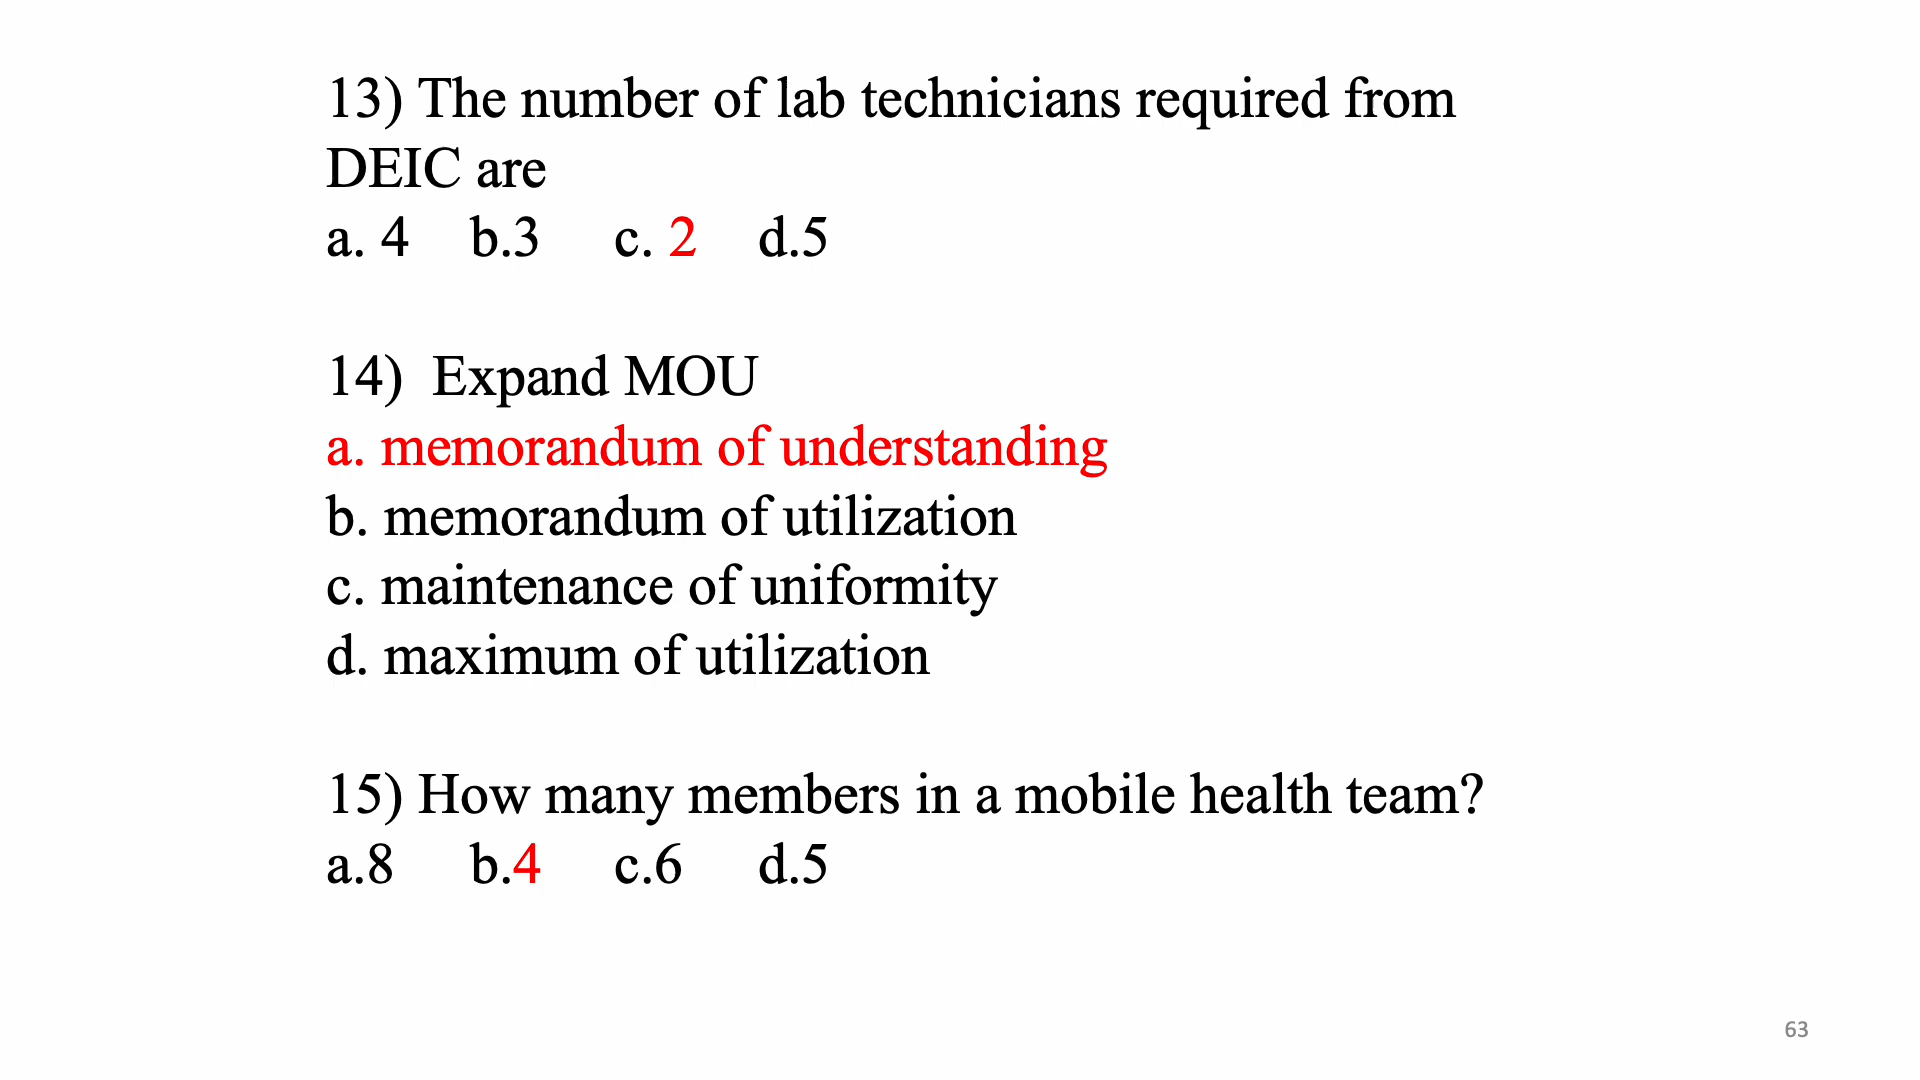 13) The number of lab technicians required from
DEIC are
a. 4 b.3 c. 2 d.5
14) Expand MOU
a. memorandum of understanding
b. memorandum of utilization
c. maintenance of uniformity
d. maximum of utilization
15) How many members in a mobile health team?
a.8 b.4 c.6 d.5
63